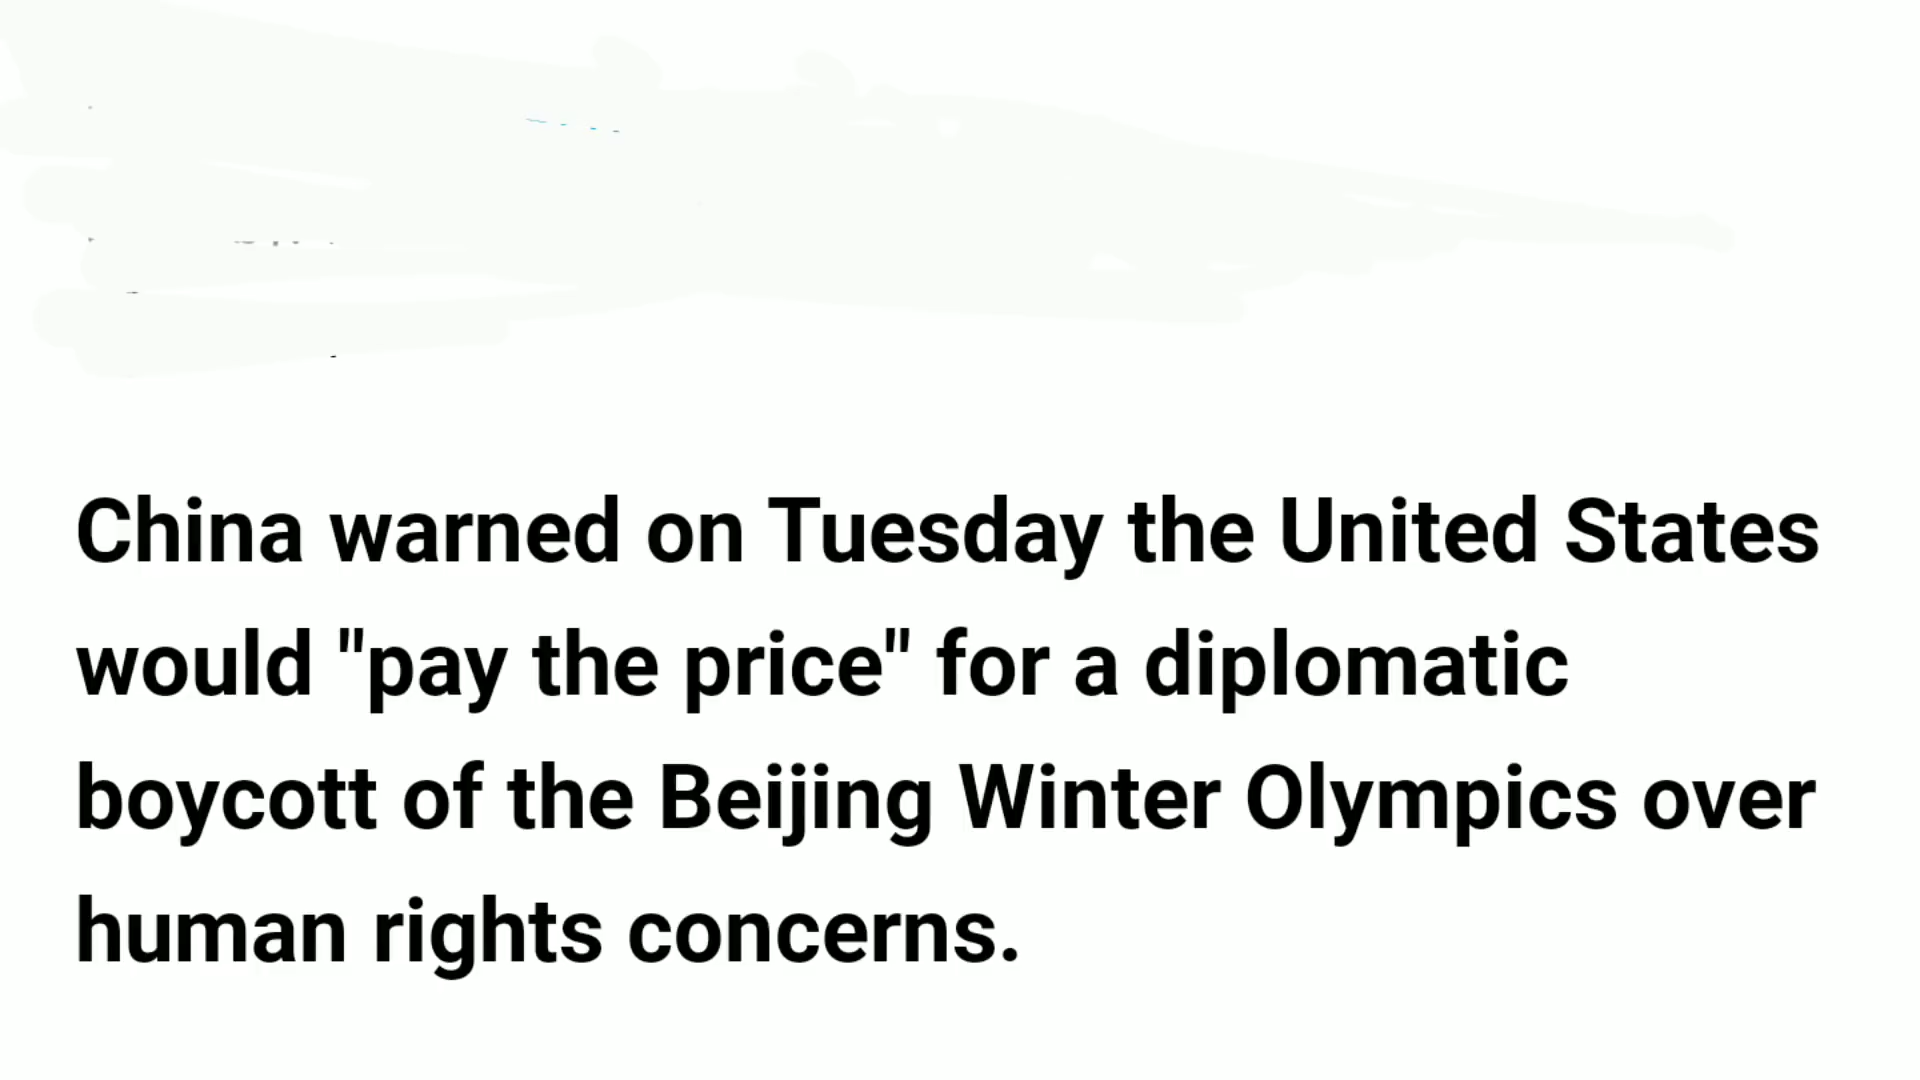 China warned on Tuesday the United States
would "pay the price" for a diplomatic
boycott of the Beijing Winter Olympics over
human rights concerns.